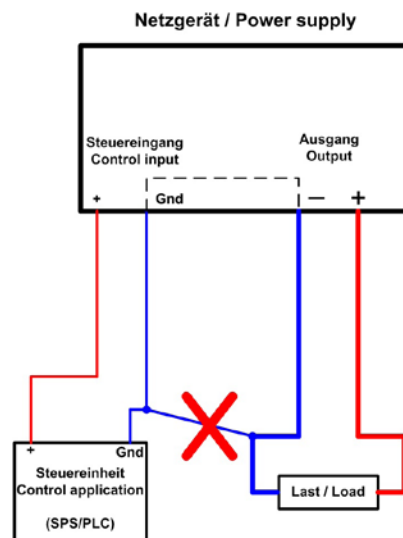 Netzgerät / Power supply
Steuereingang
Control input
Ausgang
Output
+
Gnd
— +
+
Gnd
Steuereinheit
Control application
(SPS/PLC)
Last / Load